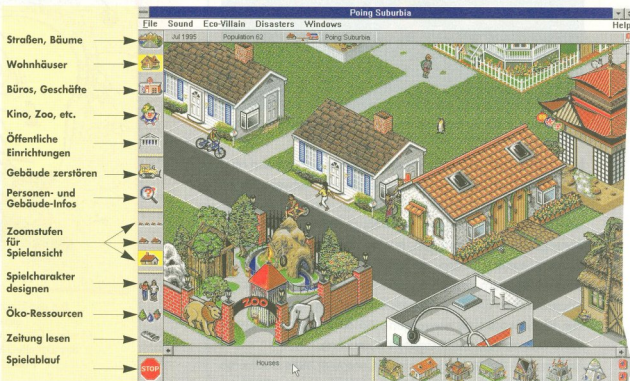 Poing Suburbia
File Sound Eco-Villain Disasters Windows Help
Jul 1995 Population 62 Poing Suburbia
Straßen, Bäume
Wohnhäuser
Büros, Geschäfte
Kino, Zoo, etc.
Öffentliche
Einrichtungen
Gebäude zerstören
Personen- und
Gebäude-Infos
Zoomstufen
für
Spielansicht
Spielcharakter
designen
Öko-Ressourcen
Zeitung lesen
Spielablauf
STOP
ZOO
Houses